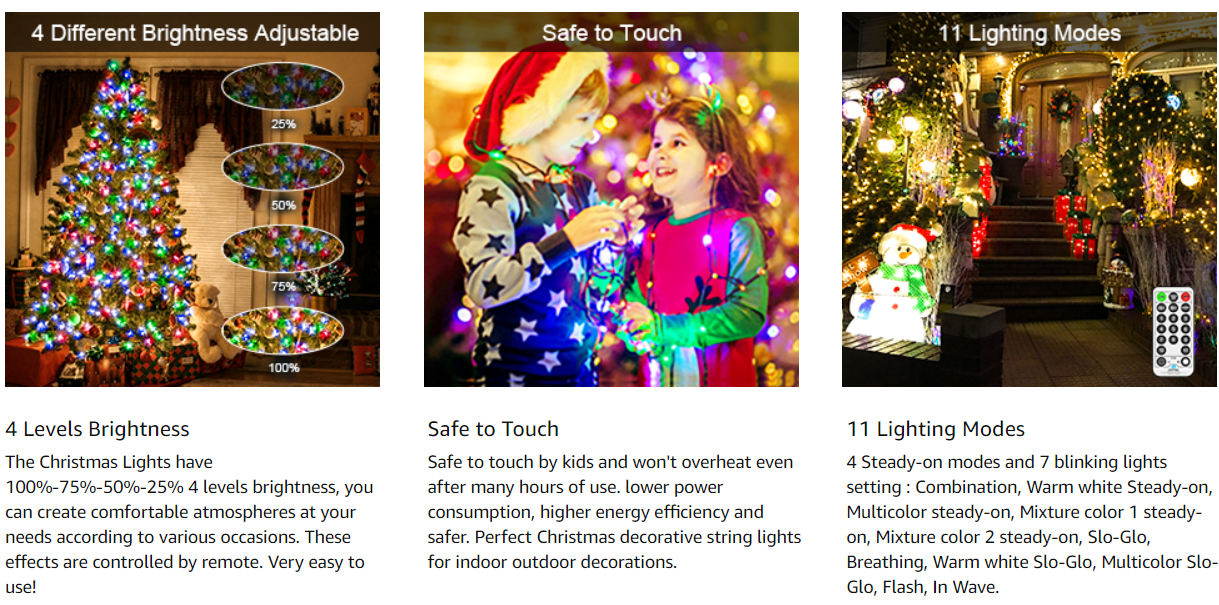 4 Different Brightness Adjustable
25%
50%
75%
100%
Safe to Touch
11 Lighting Modes
4 Levels Brightness
The Christmas Lights have
100%-75%-50%-25% 4 levels brightness, you
can create comfortable atmospheres at your
needs according to various occasions. These
effects are controlled by remote. Very easy to
use!
Safe to Touch
Safe to touch by kids and won't overheat even
after many hours of use. lower power
consumption, higher energy efficiency and
safer. Perfect Christmas decorative string lights
for indoor outdoor decorations.
11 Lighting Modes
4 Steady-on modes and 7 blinking lights
setting : Combination, Warm white Steady-on,
Multicolor steady-on, Mixture color 1 steady-
on, Mixture color 2 steady-on, Slo-Glo,
Breathing, Warm white Slo-Glo, Multicolor Slo-
Glo, Flash, In Wave.